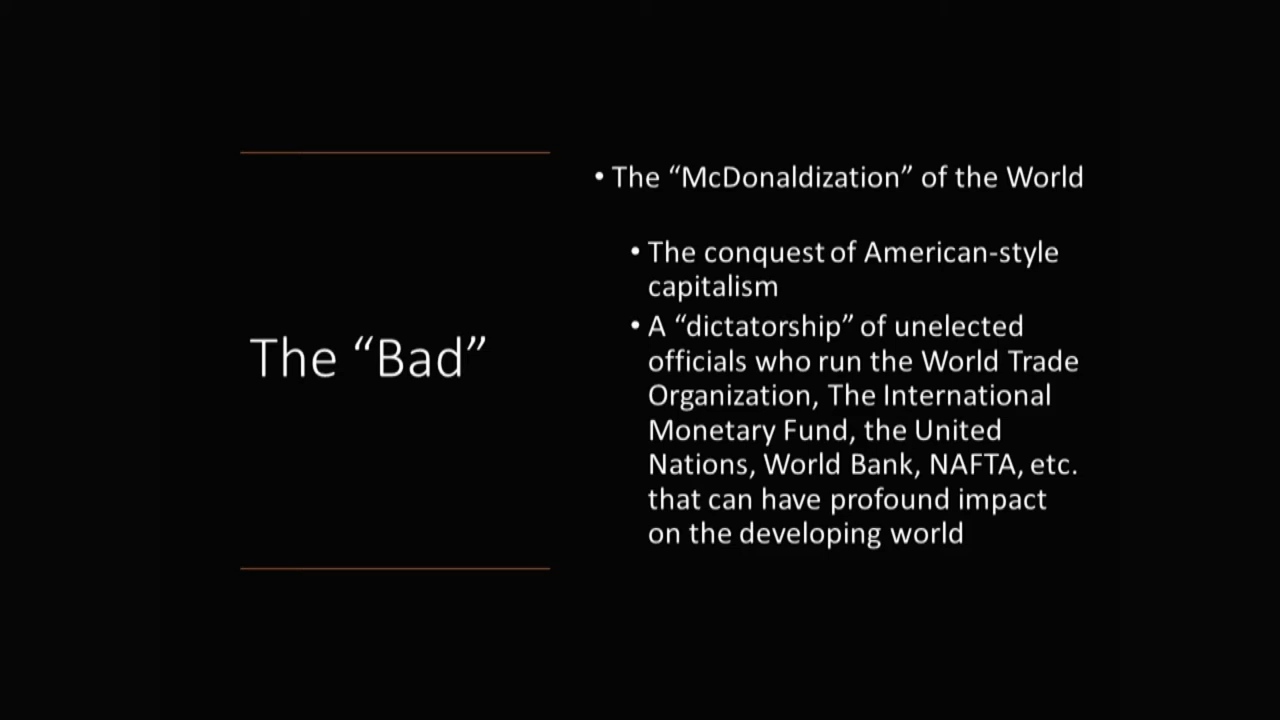 The “Bad”
• The “McDonaldization” of the World
• The conquest of American-style
capitalism
• A “dictatorship” of unelected
officials who run the World Trade
Organization, The International
Monetary Fund, the United
Nations, World Bank, NAFTA, etc.
that can have profound impact
on the developing world